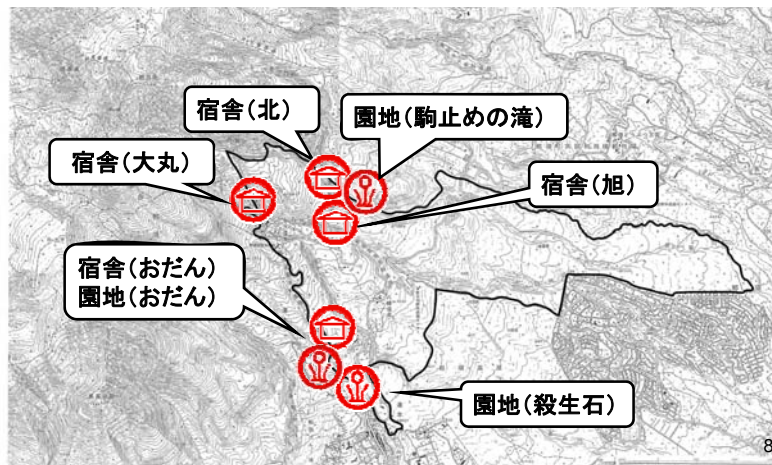 宿舎(北)
園地(駒止めの滝)
宿舎(大丸)
宿舎(旭)
宿舎(おだん)
園地(おだん)
園地(殺生石)
8